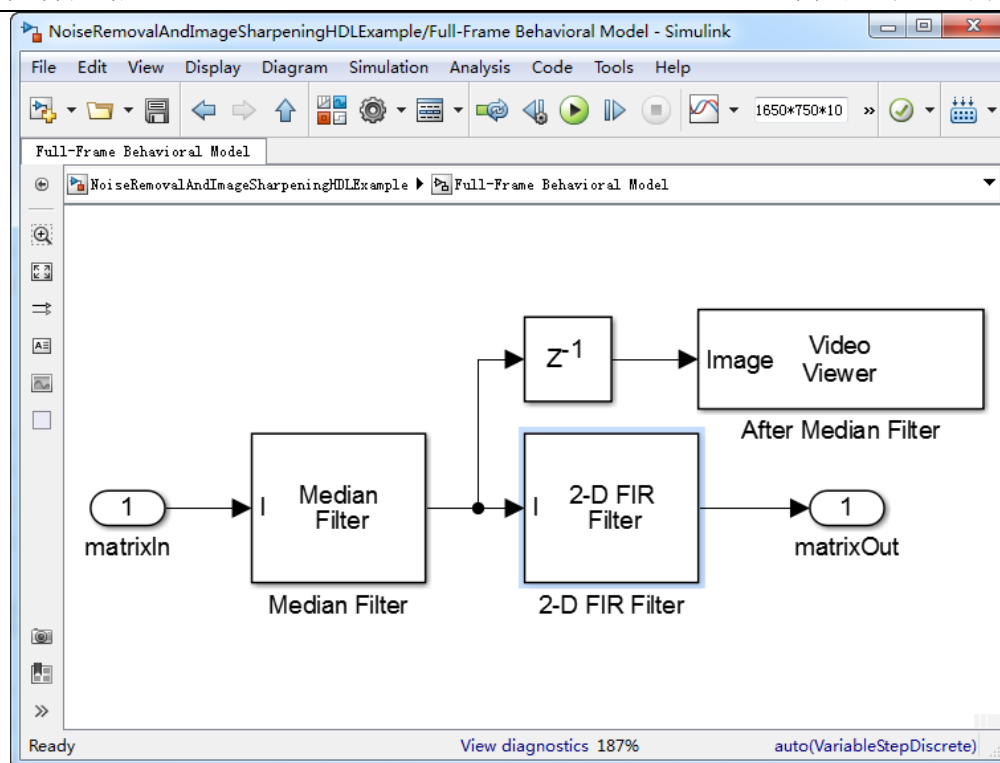 NoiseRemovalAndImageSharpeningHDLExample/Full-Frame Behavioral Model - Simulink
File Edit View Display Diagram Simulation Analysis Code Tools Help
1650*750*10 »
Full-Frame Behavioral Model
NoiseRemovalAndImageSharpeningHDLExample Full-Frame Behavioral Model
Z-1
Image
Video
Viewer
After Median Filter
1
matrixIn
I
Median
Filter
Median Filter
I
2-D FIR
Filter
2-D FIR Filter
1
matrixOut
Ready View diagnostics 187% auto(VariableStepDiscrete)